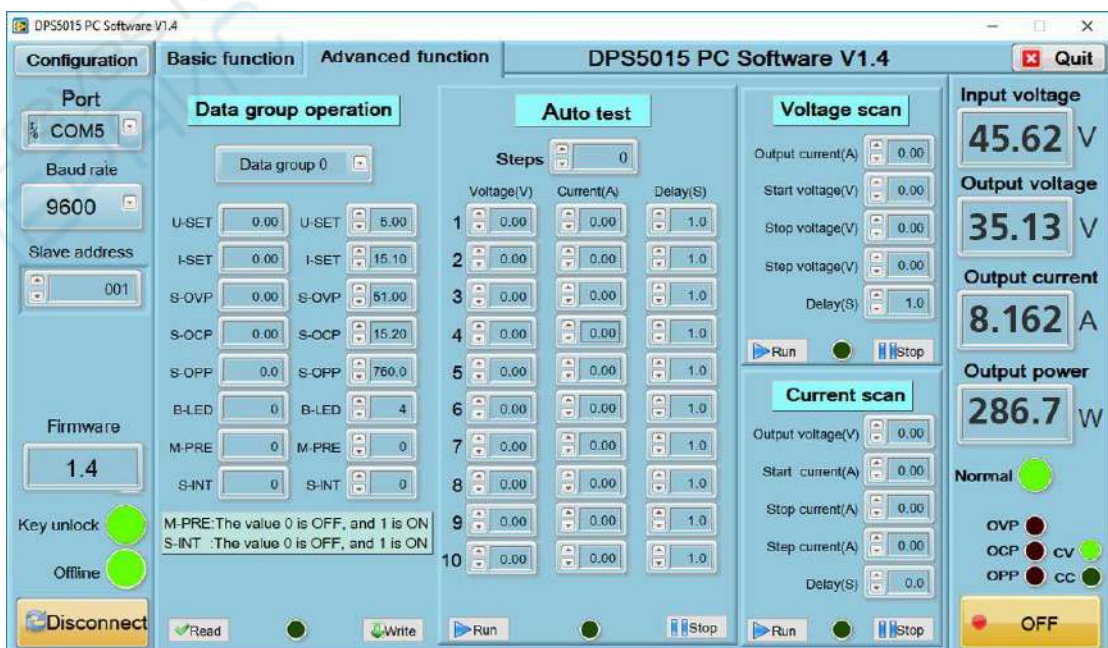 DPS5015 PC Software V1.4
Configuration
Basic function
Advanced function
DPS5015 PC Software V1.4
Quit
Port
COM5
Baud rate
9600
Slave address
001
Firmware
1.4
Key unlock
Offline
Disconnect
Data group operation
Data group 0
U-SET 0.00 U-SET 5.00
I-SET 0.00 I-SET 15.10
S-OVP 0.00 S-OVP 51.00
S-OCP 0.00 S-OCP 15.20
S-OPP 0.0 S-OPP 760.0
B-LED 0 B-LED 4
M-PRE 0 M-PRE 0
S-INT 0 S-INT 0
M-PRE:The value 0 is OFF, and 1 is ON
S-INT :The value 0 is OFF, and 1 is ON
Read
Write
Auto test
Steps 0
Voltage(V) Current(A) Delay(S)
1 0.00 0.00 1.0
2 0.00 0.00 1.0
3 0.00 0.00 1.0
4 0.00 0.00 1.0
5 0.00 0.00 1.0
6 0.00 0.00 1.0
7 0.00 0.00 1.0
8 0.00 0.00 1.0
9 0.00 0.00 1.0
10 0.00 0.00 1.0
Run
Stop
Voltage scan
Output current(A) 0.00
Start voltage(V) 0.00
Stop voltage(V) 0.00
Step voltage(V) 0.00
Delay(S) 1.0
Run
Stop
Current scan
Output voltage(V) 0.00
Start current(A) 0.00
Stop current(A) 0.00
Step current(A) 0.00
Delay(S) 0.0
Run
Stop
Input voltage
45.62 V
Output voltage
35.13 V
Output current
8.162 A
Output power
286.7 W
Normal
OVP
OCP CV
OPP CC
OFF